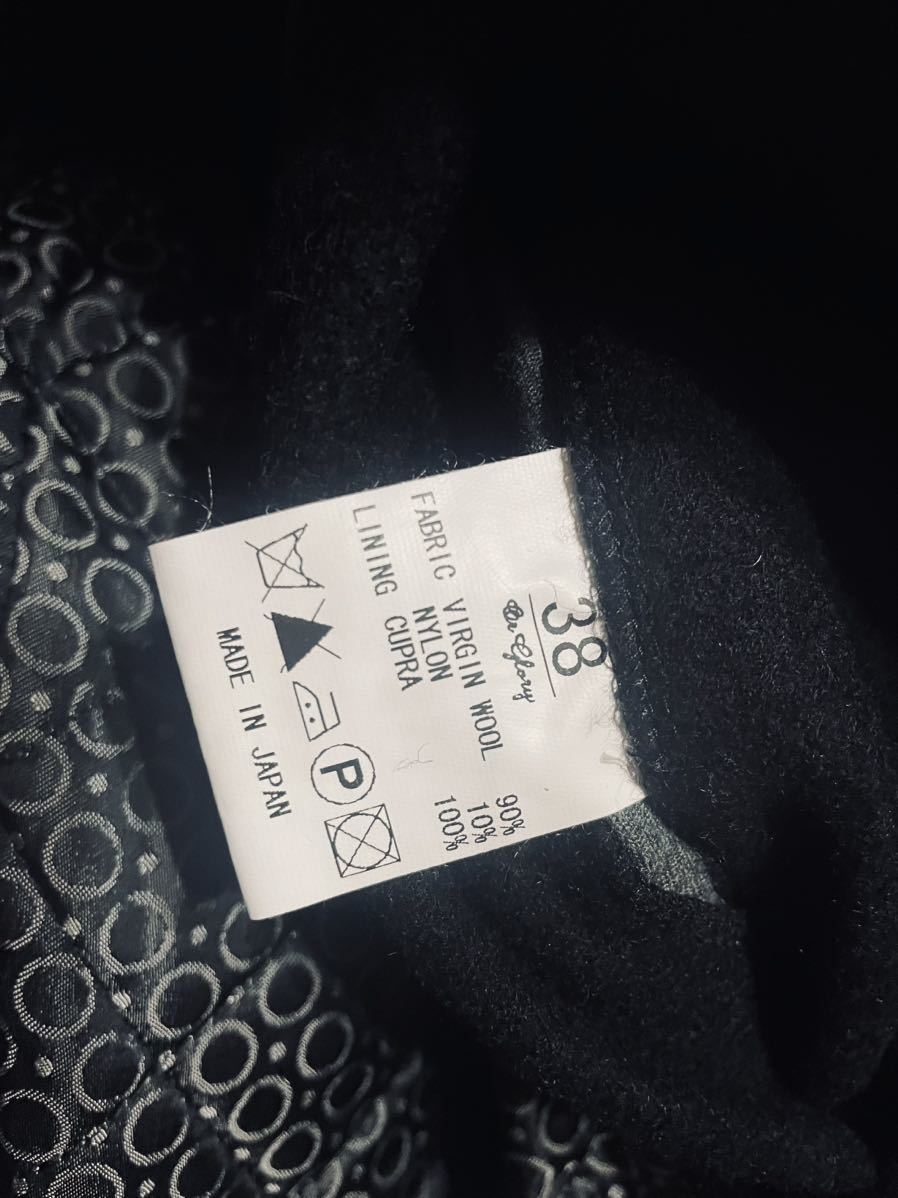 38
FABRIC VIRGIN WOOL 90%
NYLON 10%
LINING CUPRA 100%
P
MADE IN JAPAN